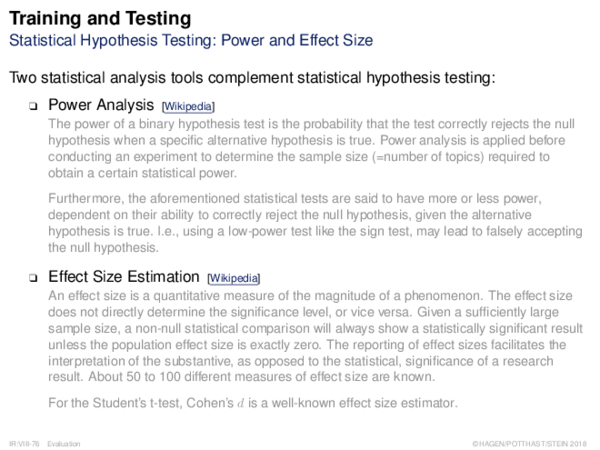 Training and Testing
Statistical Hypothesis Testing: Power and Effect Size
Two statistical analysis tools complement statistical hypothesis testing:
❑ Power Analysis [Wikipedia]
The power of a binary hypothesis test is the probability that the test correctly rejects the null
hypothesis when a specific alternative hypothesis is true. Power analysis is applied before
conducting an experiment to determine the sample size (=number of topics) required to
obtain a certain statistical power.
Furthermore, the aforementioned statistical tests are said to have more or less power,
dependent on their ability to correctly reject the null hypothesis, given the alternative
hypothesis is true. I.e., using a low-power test like the sign test, may lead to falsely accepting
the null hypothesis.
❑ Effect Size Estimation [Wikipedia]
An effect size is a quantitative measure of the magnitude of a phenomenon. The effect size
does not directly determine the significance level, or vice versa. Given a sufficiently large
sample size, a non-null statistical comparison will always show a statistically significant result
unless the population effect size is exactly zero. The reporting of effect sizes facilitates the
interpretation of the substantive, as opposed to the statistical, significance of a research
result. About 50 to 100 different measures of effect size are known.
For the Student's t-test, Cohen's d is a well-known effect size estimator.
IR:VIII-76 Evaluation ©HAGEN/POTTHAST/STEIN 2018